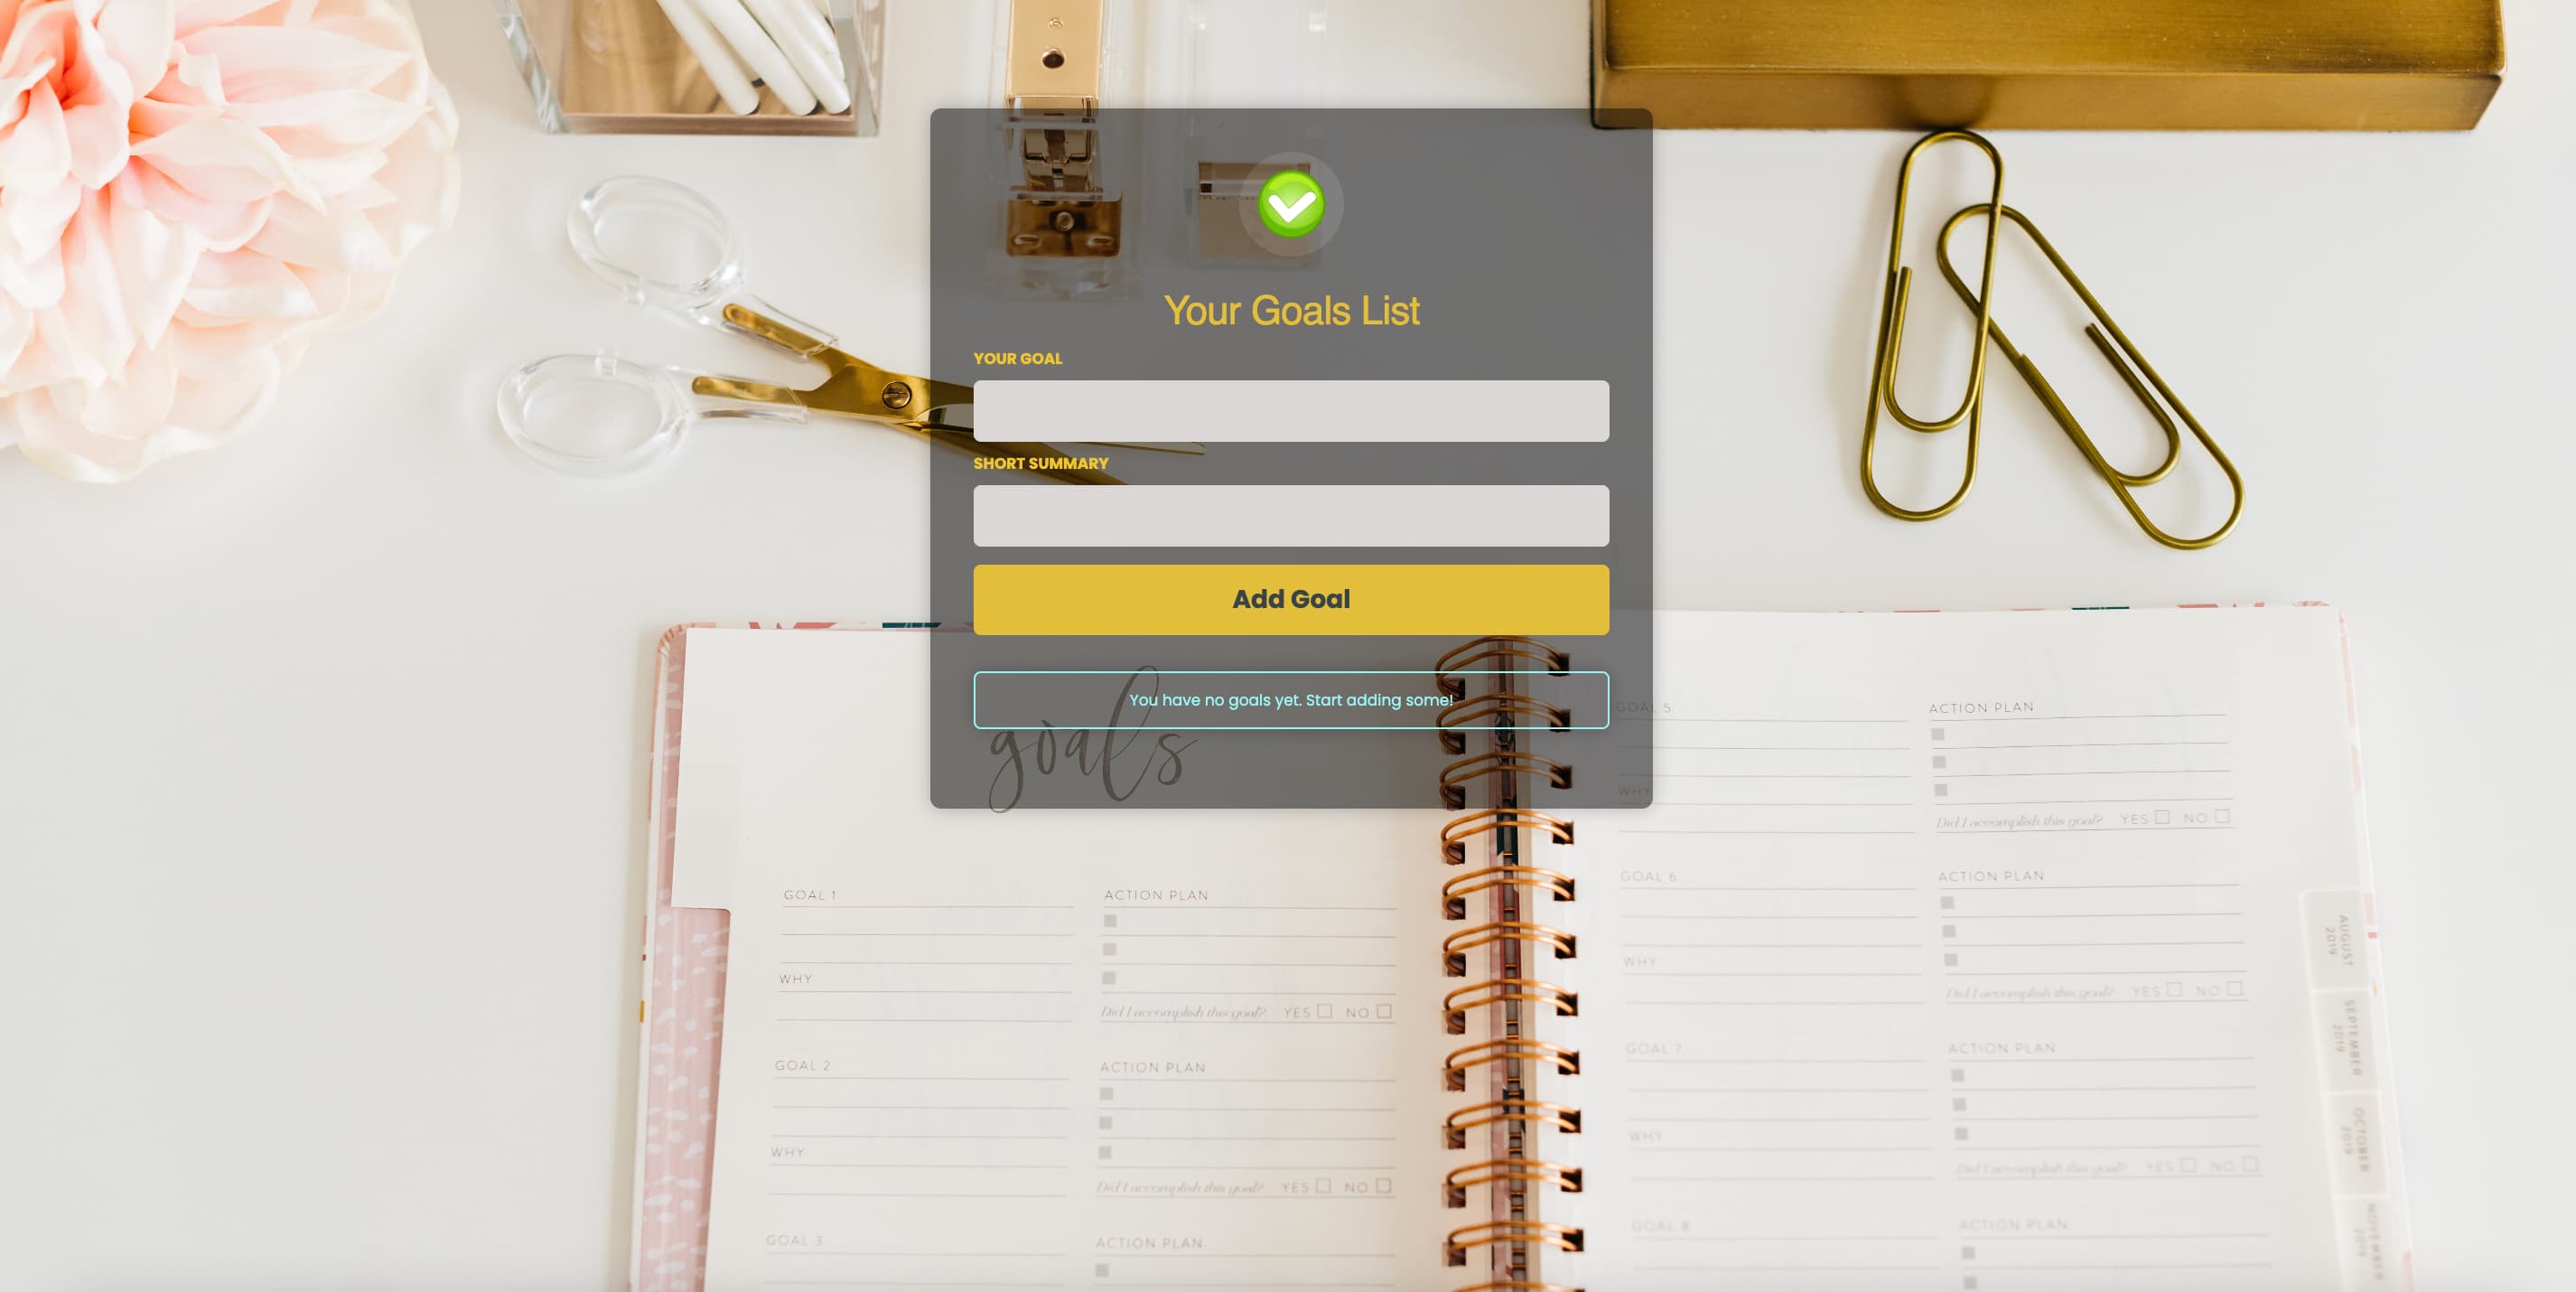 Your Goals List
YOUR GOAL
SHORT SUMMARY
Add Goal
You have no goals yet. Start adding some!
goals
GOAL 1
ACTION PLAN
WHY
Did I accomplish this goal? YES NO
GOAL 2
ACTION PLAN
WHY
Did I accomplish this goal? YES NO
GOAL 3
ACTION PLAN
GOAL 5
ACTION PLAN
WHY
Did I accomplish this goal? YES NO
GOAL 6
ACTION PLAN
WHY
Did I accomplish this goal? YES NO
GOAL 7
ACTION PLAN
WHY
Did I accomplish this goal? YES NO
GOAL 8
ACTION PLAN
AUGUST
2019
SEPTEMBER
2019
OCTOBER
2019
NOVEMBER
2019